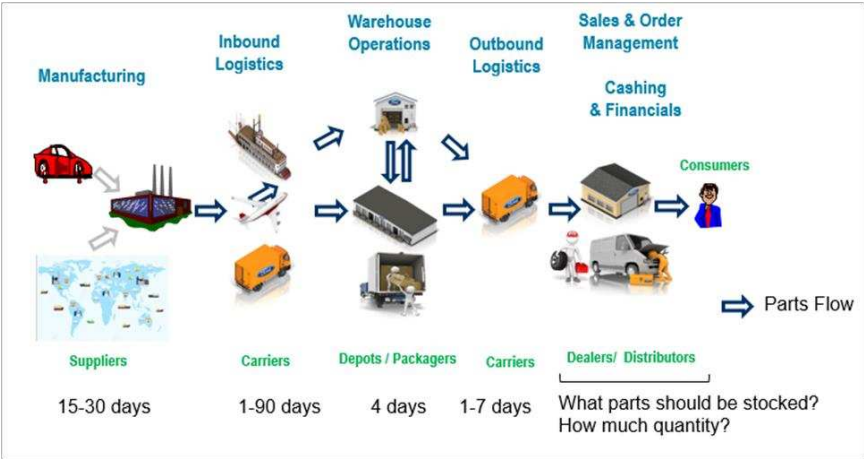 Manufacturing
Inbound
Logistics
Warehouse
Operations
Outbound
Logistics
Sales & Order
Management
Cashing
& Financials
Consumers
Parts Flow
Suppliers
Carriers
Depots / Packagers
Carriers
Dealers/ Distributors
15-30 days
1-90 days
4 days
1-7 days
What parts should be stocked?
How much quantity?